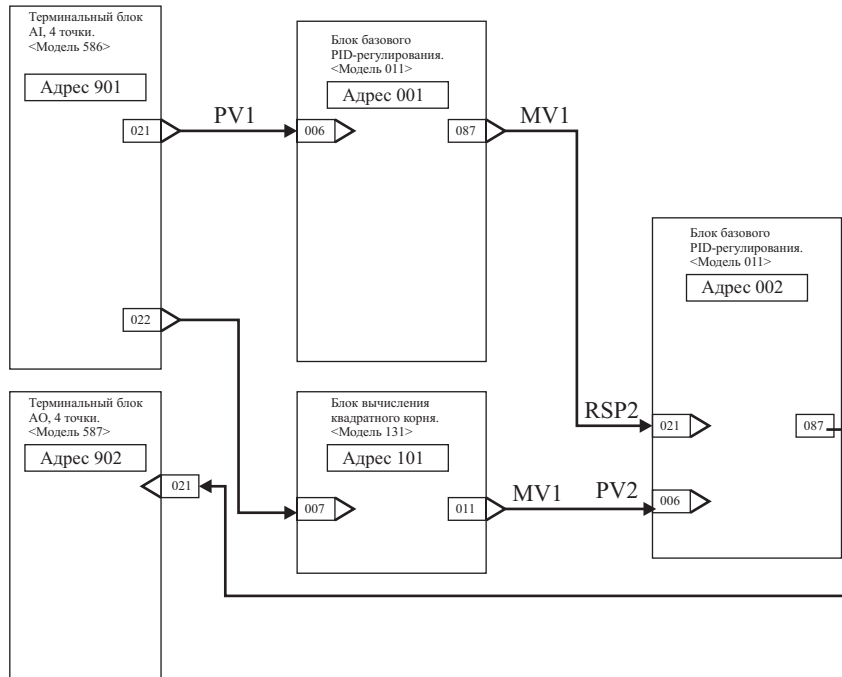 Терминальный блок
AI, 4 точки.
<Модель 586>
Адрес 901
021
022
PV1
Блок базового
PID-регулирования.
<Модель 011>
Адрес 001
006
087
MV1
Блок базового
PID-регулирования.
<Модель 011>
Адрес 002
RSP2
021
087
006
Терминальный блок
AO, 4 точки.
<Модель 587>
Адрес 902
021
Блок вычисления
квадратного корня.
<Модель 131>
Адрес 101
007
011
MV1
PV2